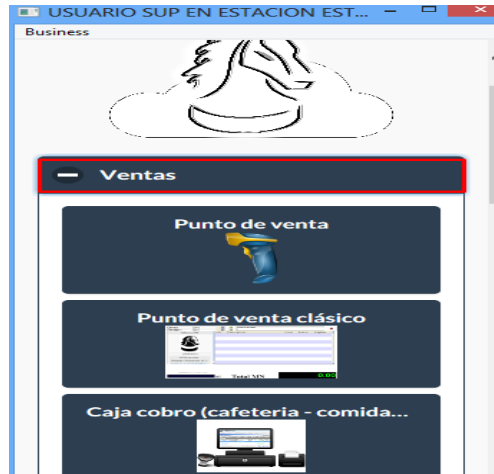 USUARIO SUP EN ESTACION EST...
Business
Ventas
Punto de venta
Punto de venta clásico
Total MN
0.00
Caja cobro (cafeteria - comida...